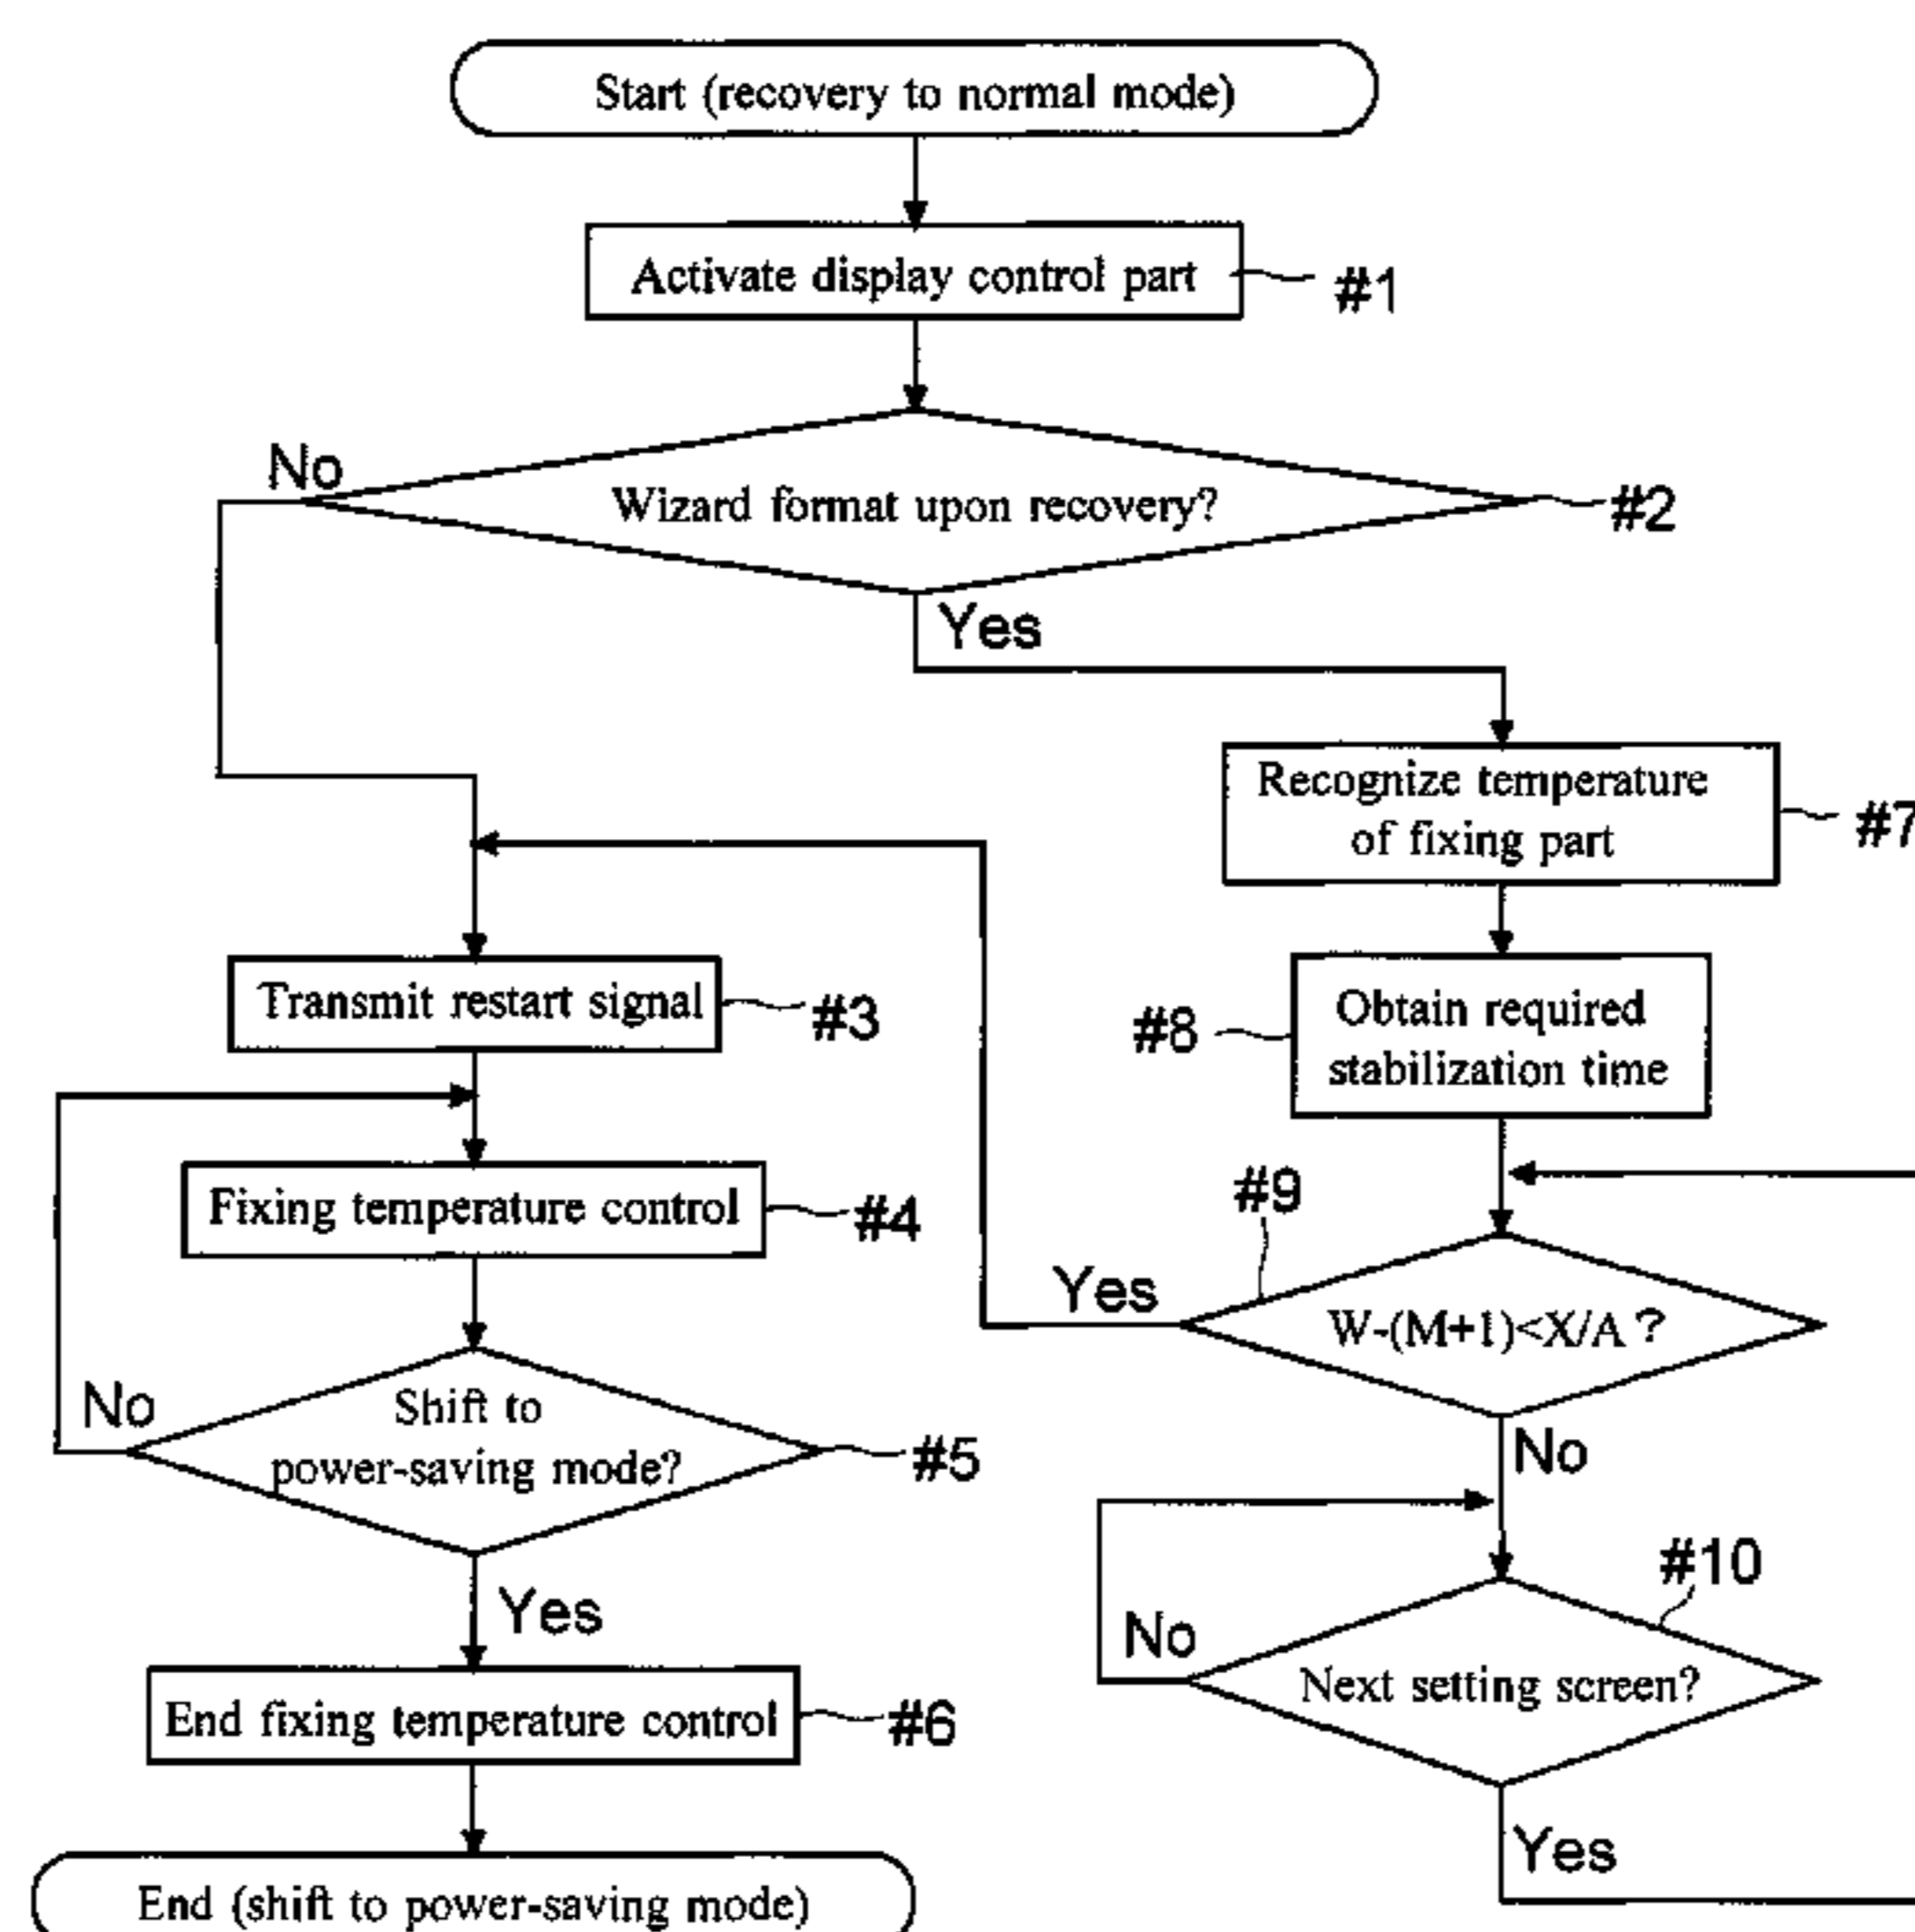 Start (recovery to normal mode)
Activate display control part
#1
No
Wizard format upon recovery?
#2
Yes
Recognize temperature
of fixing part
#7
Transmit restart signal
#3
#8
Obtain required
stabilization time
Fixing temperature control
#4
#9
Yes
W-(M+1)<X/A ?
No
No
Shift to
power-saving mode?
#5
Yes
#10
No
Next setting screen?
End fixing temperature control
#6
Yes
End (shift to power-saving mode)